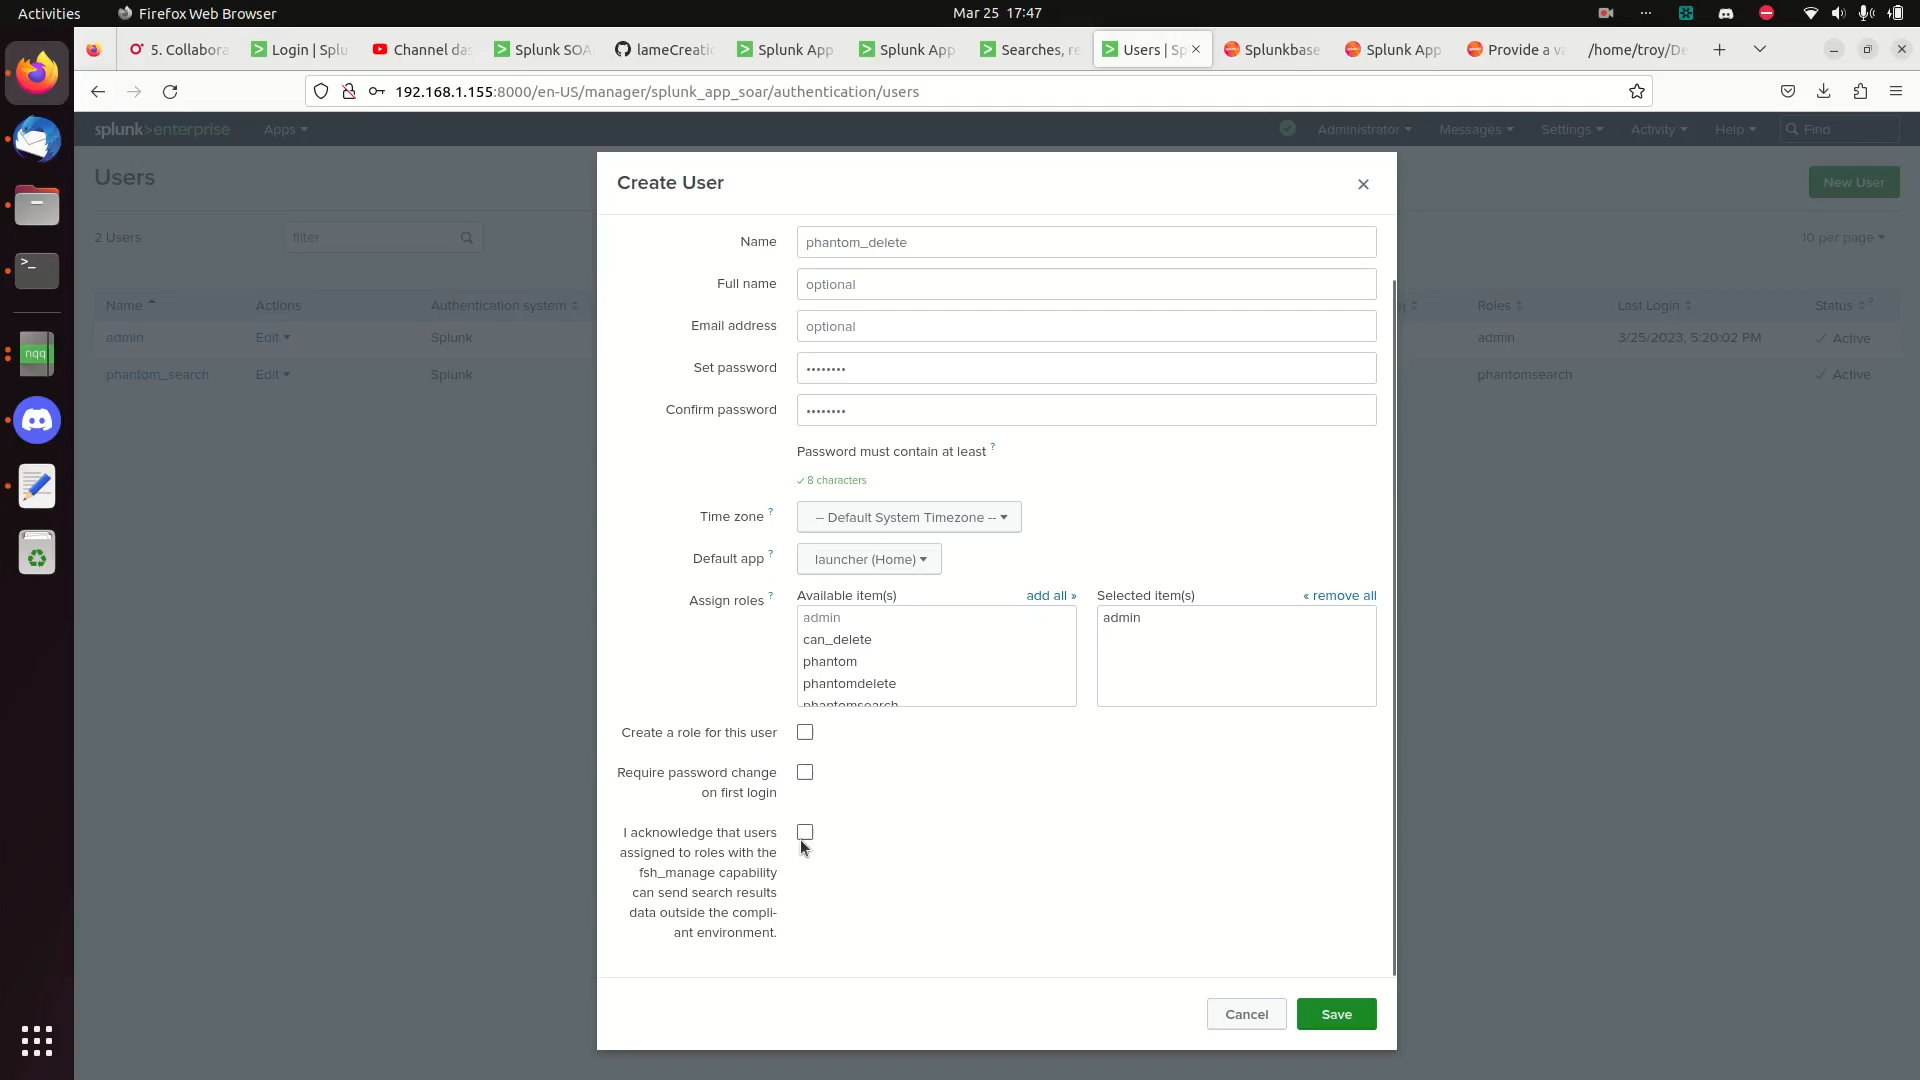 Activities
Firefox Web Browser
Mar 25 17:47
5. Collabora
Login | Splu
Channel das
Splunk SOA
lameCreatio
Splunk App
Splunk App
Searches, re
Users | Sp
Splunkbase
Splunk App
Provide a va
/home/troy/De
192.168.1.155:8000/en-US/manager/splunk_app_soar/authentication/users
splunk>enterprise
Apps
Administrator
Messages
Settings
Activity
Help
Find
Users
New User
2 Users
filter
10 per page
Name
Actions
Authentication system
Roles
Last Login
Status ?
admin
Edit
Splunk
admin
3/25/2023, 5:20:02 PM
Active
phantom_search
Edit
Splunk
phantomsearch
Active
Create User
Name
phantom_delete
Full name
optional
Email address
optional
Set password
••••••••
Confirm password
••••••••
Password must contain at least ?
8 characters
Time zone ?
-- Default System Timezone --
Default app ?
launcher (Home)
Assign roles ?
Available item(s)
add all »
Selected item(s)
« remove all
admin
can_delete
phantom
phantomdelete
phantomsearch
admin
Create a role for this user
Require password change
on first login
I acknowledge that users
assigned to roles with the
fsh_manage capability
can send search results
data outside the compli-
ant environment.
Cancel
Save
nqq